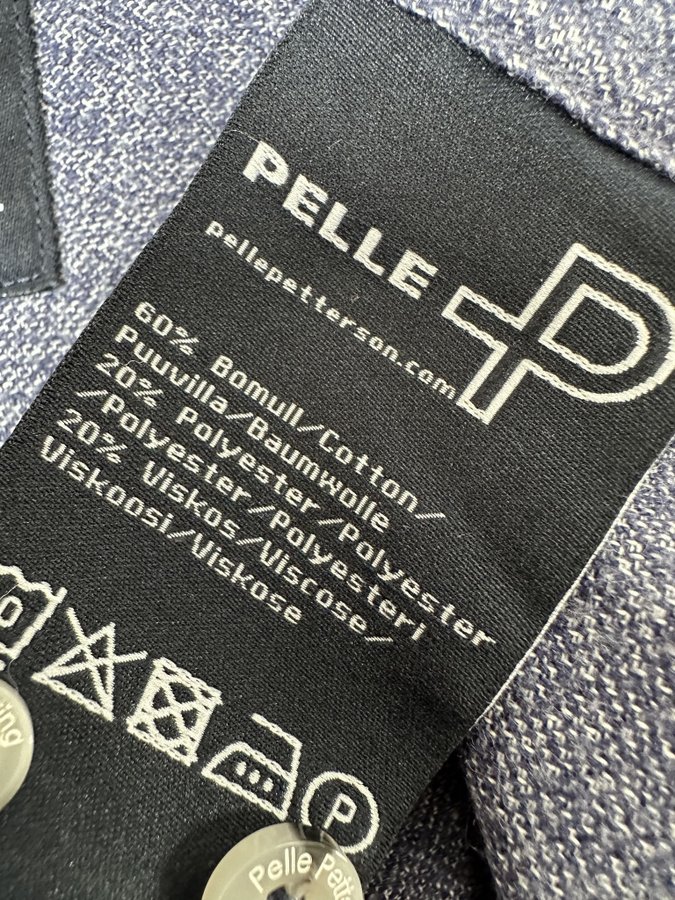 PELLE P
pellepetterson.com
60% Bomull/Cotton/
Puuvilla/Baumwolle
20% Polyester/Polyester
/Polyester/Polyesteri
20% Viskos/Viscose/
Viskoosi/Viskose
P
Pelle